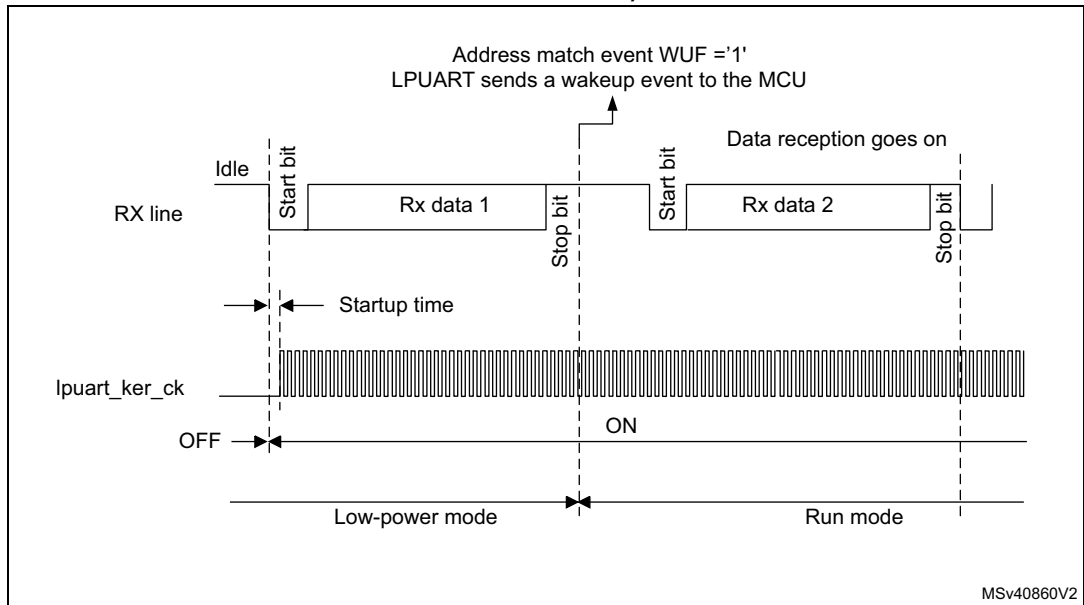 Address match event WUF ='1'
LPUART sends a wakeup event to the MCU
Data reception goes on
Idle
Start bit
Start bit
RX line
Rx data 1
Rx data 2
Stop bit
Stop bit
Startup time
lpuart_ker_ck
ON
OFF
Low-power mode
Run mode
MSv40860V2